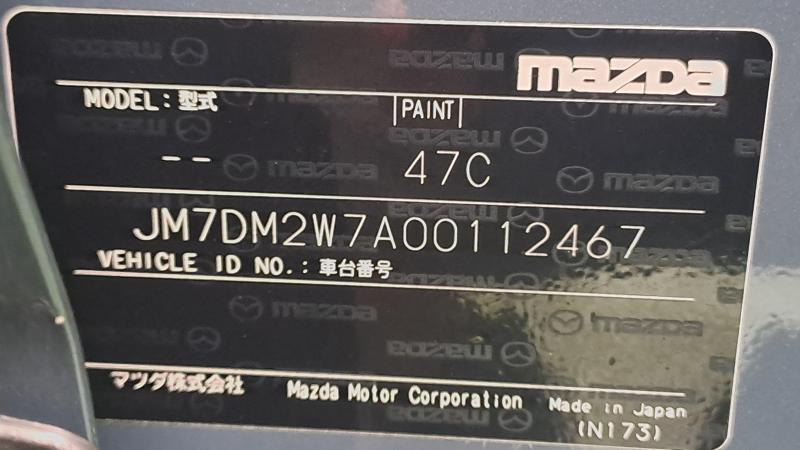 mazda
MODEL: 型式
PAINT
-- 47C
JM7DM2W7A00112467
VEHICLE ID NO.: 車台番号
マツダ株式会社 Mazda Motor Corporation Made in Japan
(N173)